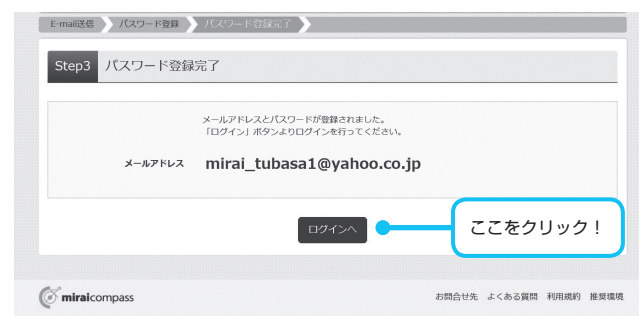 E-mail送信 パスワード登録 パスワード登録完了
Step3 パスワード登録完了
メールアドレスとパスワードが登録されました。
「ログイン」ボタンよりログインを行ってください。
メールアドレス mirai_tubasa1@yahoo.co.jp
ログインへ
ここをクリック！
miraicompass
お問合せ先 よくある質問 利用規約 推奨環境